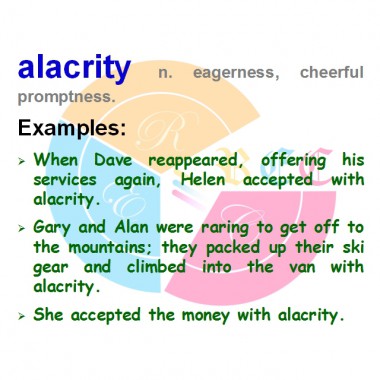 alacrity n. eagerness, cheerful
promptness.
Examples:
➢ When Dave reappeared, offering his
services again, Helen accepted with
alacrity.
➢ Gary and Alan were raring to get off to
the mountains; they packed up their ski
gear and climbed into the van with
alacrity.
➢ She accepted the money with alacrity.